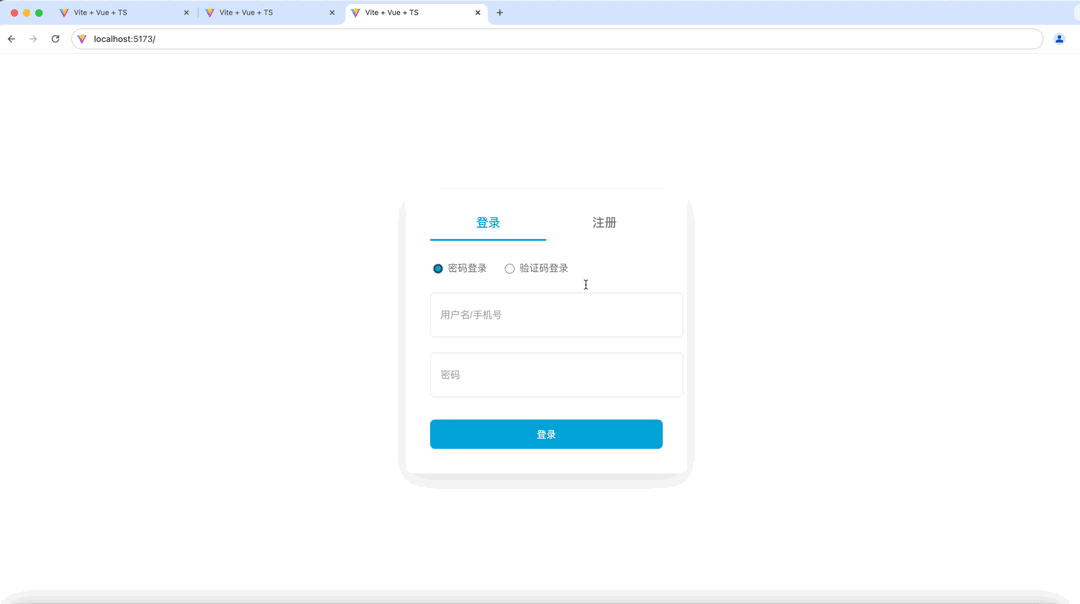 Vite + Vue + TS
Vite + Vue + TS
Vite + Vue + TS
localhost:5173/
登录
注册
密码登录
验证码登录
用户名/手机号
密码
登录